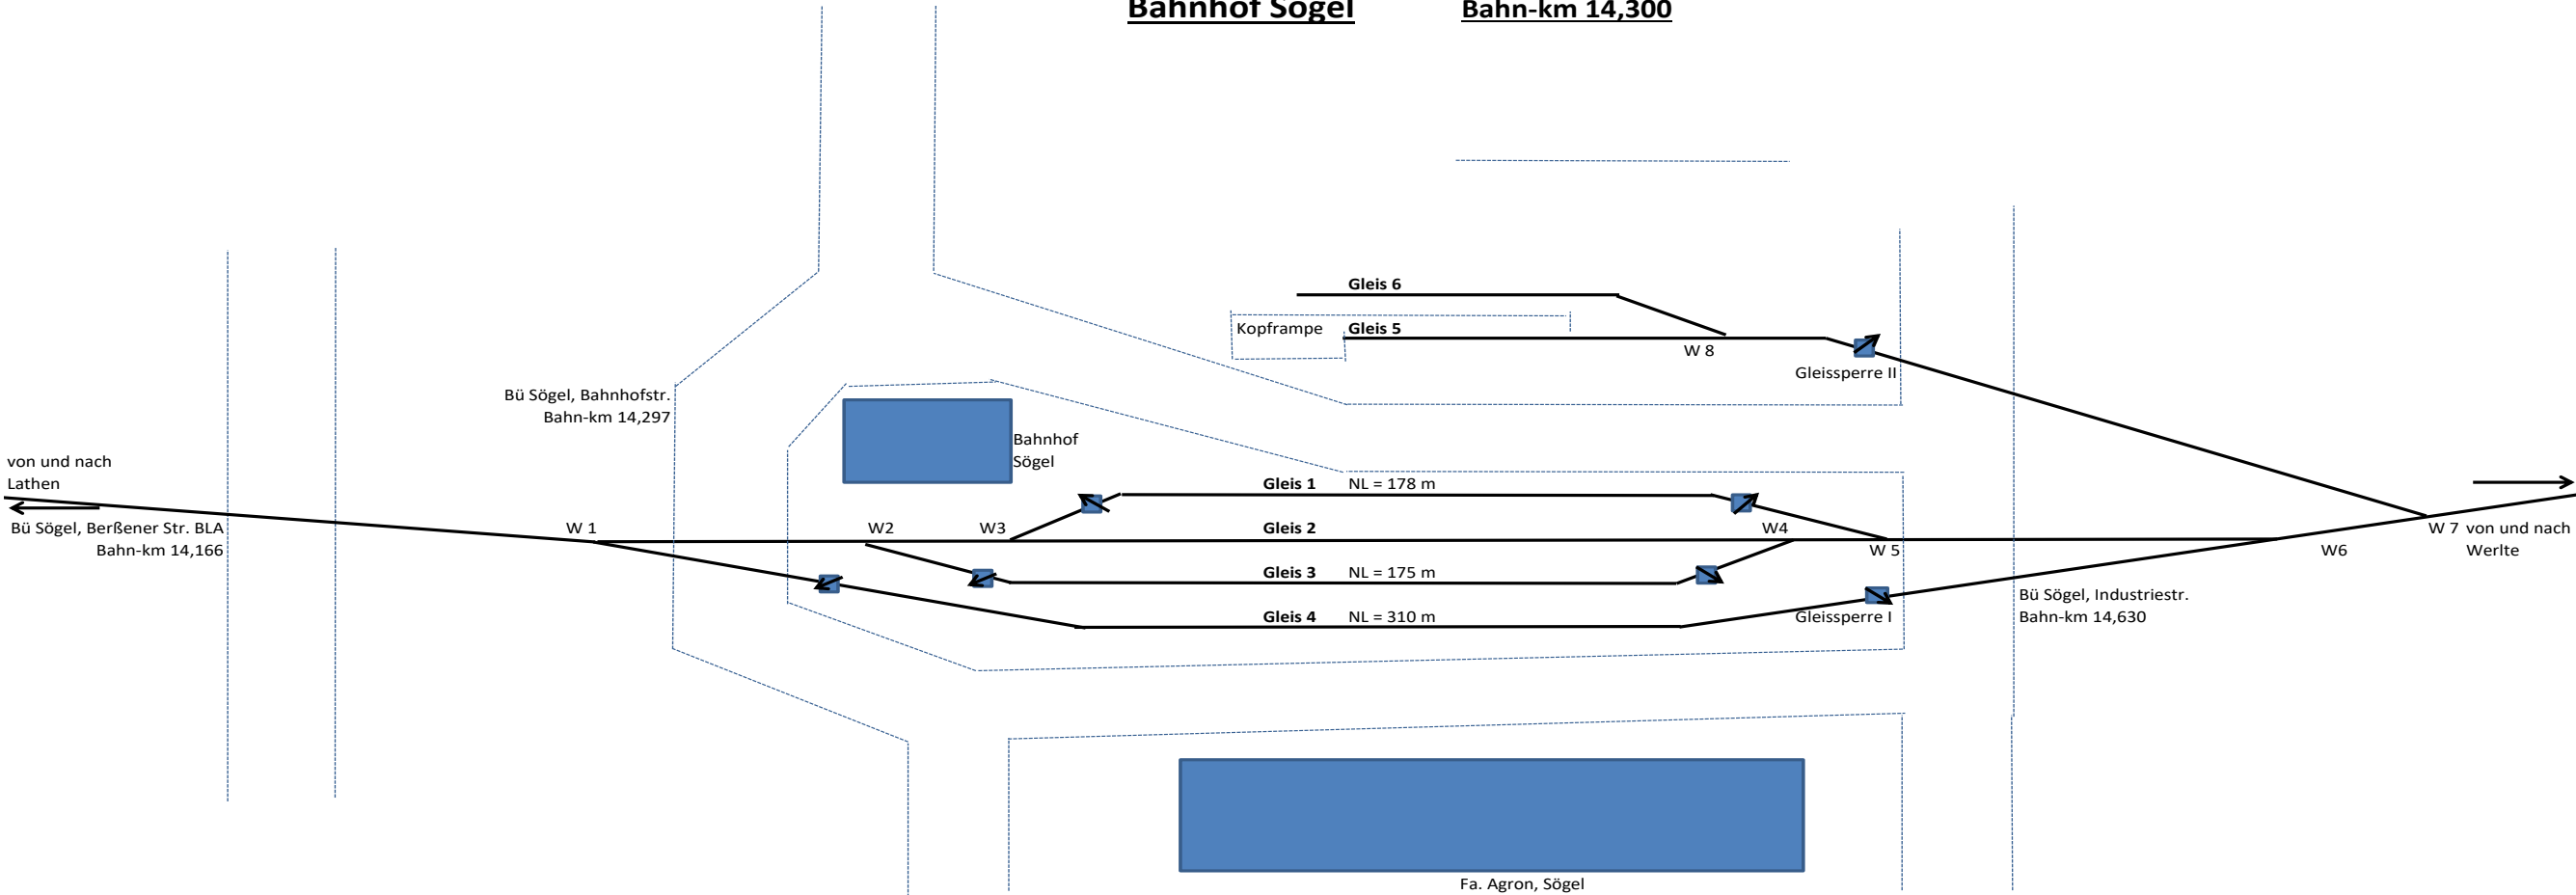 Bahnhof Sögel
Bahn-km 14,300
Gleis 6
Kopframpe
Gleis 5
W 8
Gleissperre II
Bü Sögel, Bahnhofstr.
Bahn-km 14,297
Bahnhof
Sögel
von und nach
Lathen
Gleis 1 NL = 178 m
Bü Sögel, Berßener Str. BLA
Bahn-km 14,166
W 1
W2
W3
Gleis 2
W4
W 5
W6
W 7 von und nach
Werlte
Gleis 3 NL = 175 m
Gleis 4 NL = 310 m
Gleissperre I
Bü Sögel, Industriestr.
Bahn-km 14,630
Fa. Agron, Sögel